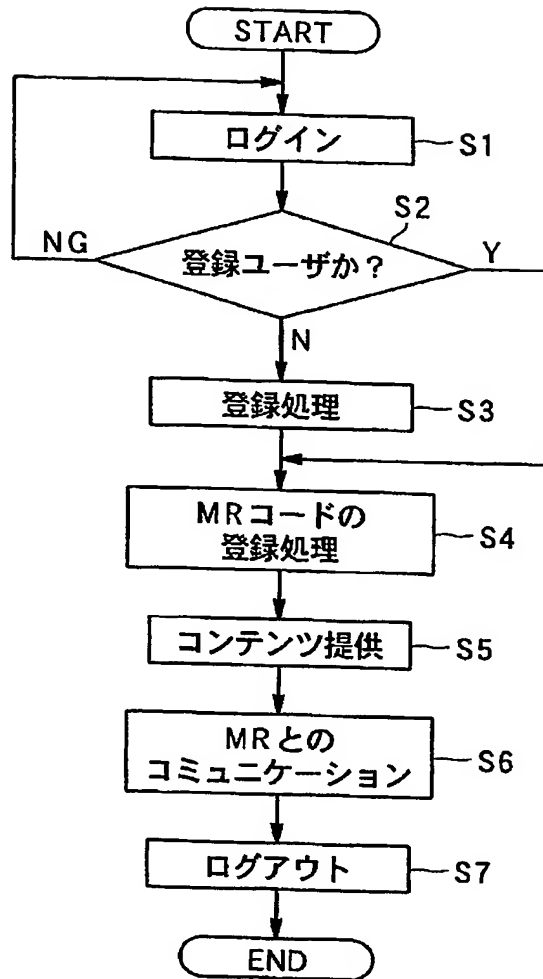 START
ログイン
S1
S2
NG
登録ユーザか?
Y
N
登録処理
S3
MRコードの
登録処理
S4
コンテンツ提供
S5
MRとの
コミュニケーション
S6
ログアウト
S7
END